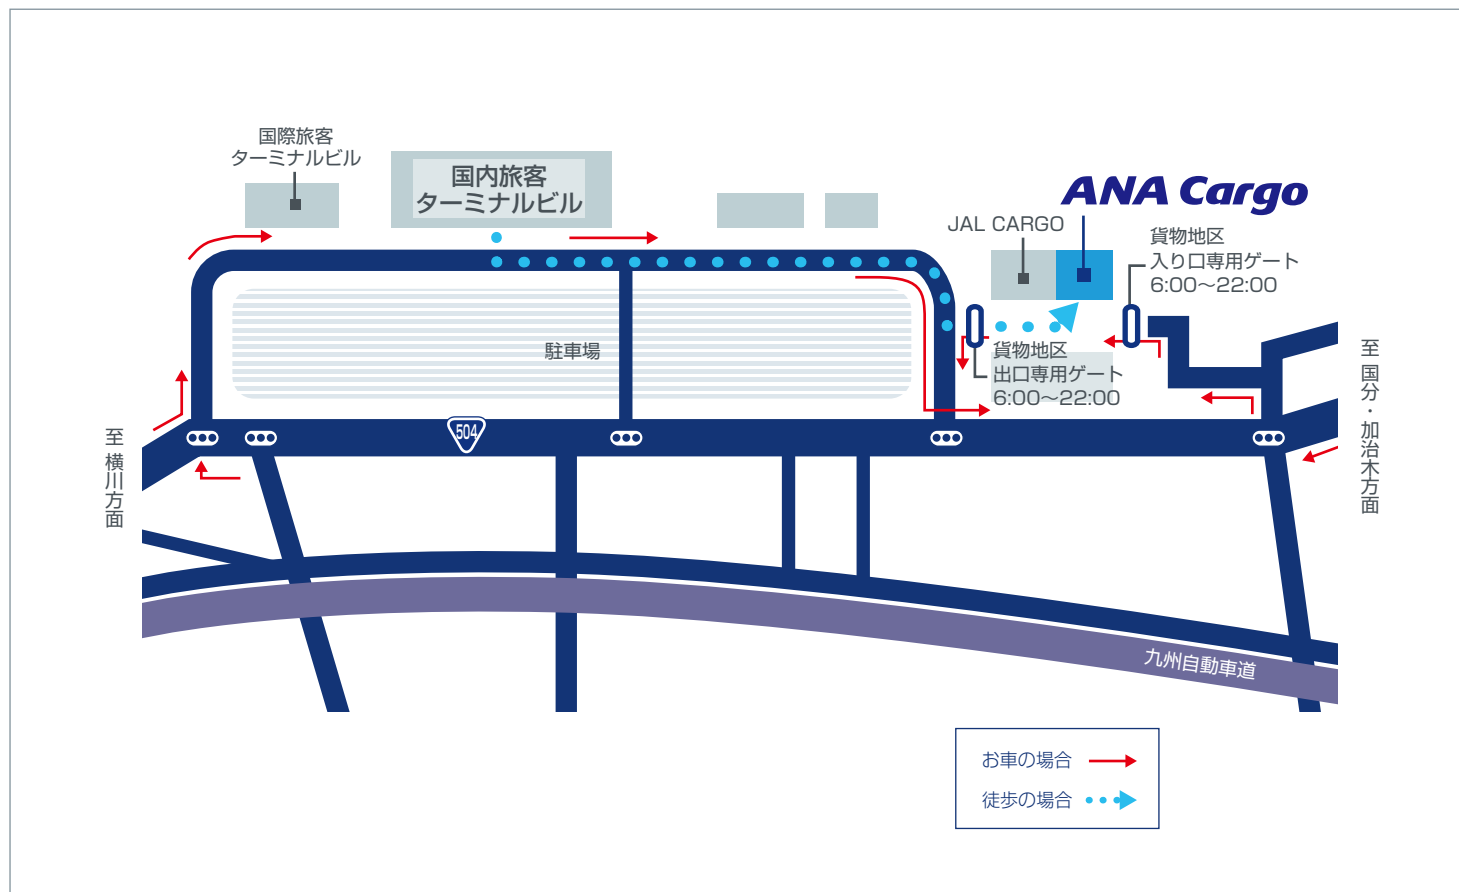 国際旅客
ターミナルビル
国内旅客
ターミナルビル
ANA Cargo
JAL CARGO
貨物地区
入り口専用ゲート
6:00〜22:00
駐車場
貨物地区
出口専用ゲート
6:00〜22:00
至 国分・加治木方面
504
至 横川方面
九州自動車道
お車の場合
徒歩の場合